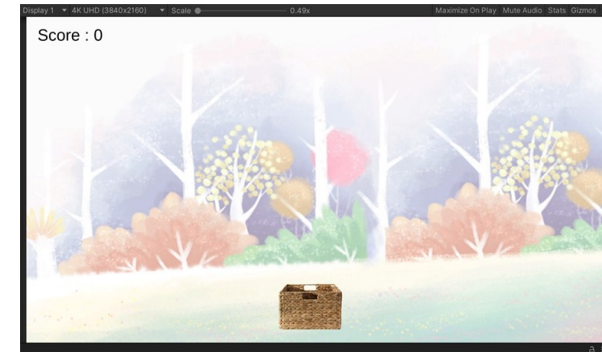 Display 1 4K UHD (3840x2160) Scale 0.49x Maximize On Play Mute Audio Stats Gizmos
Score : 0
a